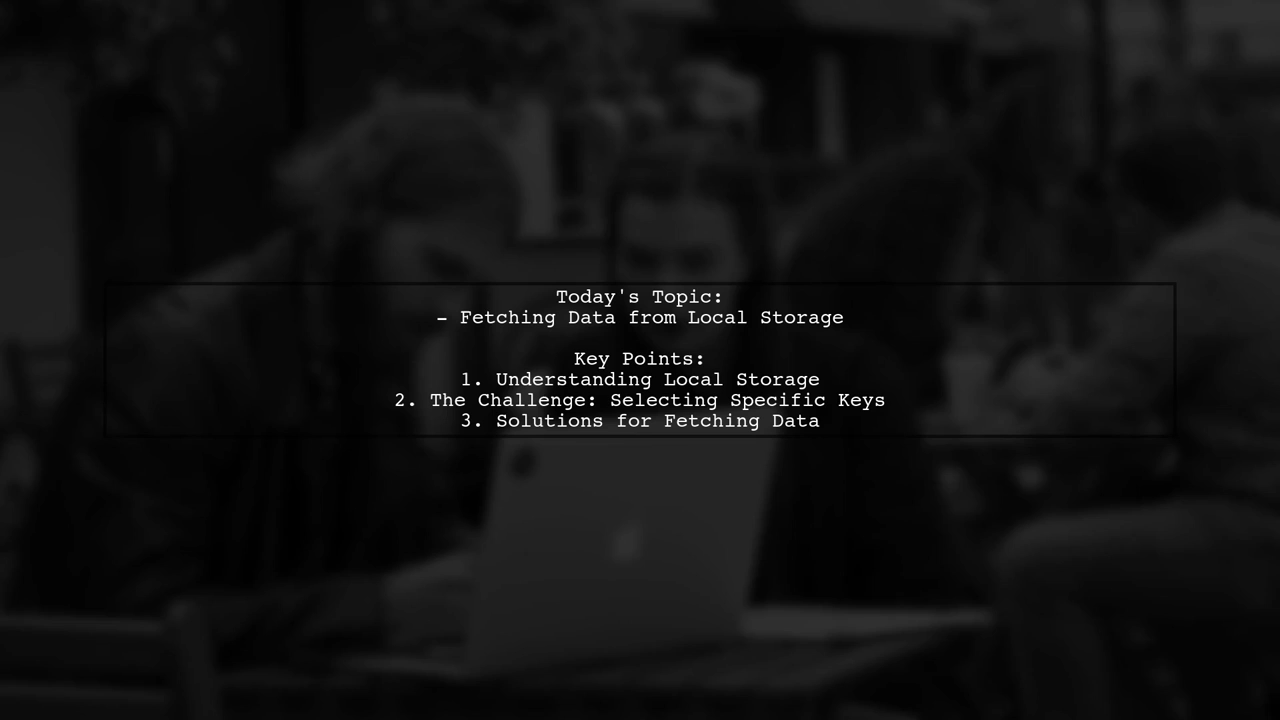 Today's Topic:
– Fetching Data from Local Storage
Key Points:
1. Understanding Local Storage
2. The Challenge: Selecting Specific Keys
3. Solutions for Fetching Data